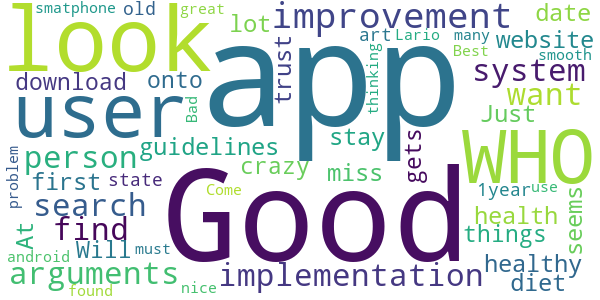 smatphone old great
look
lot
improvement
date
art Lario many
Best
smooth
website
onto
download
trust
thinking
app
system
user
Bad
want
Just
WHO
stay
gets
guidelines
person
crazy miss
first state
search
Good
1year use
health
seems
things
find
At
Will
must
problem
android
arguments
found
Come
nice
implementation
healthy
diet